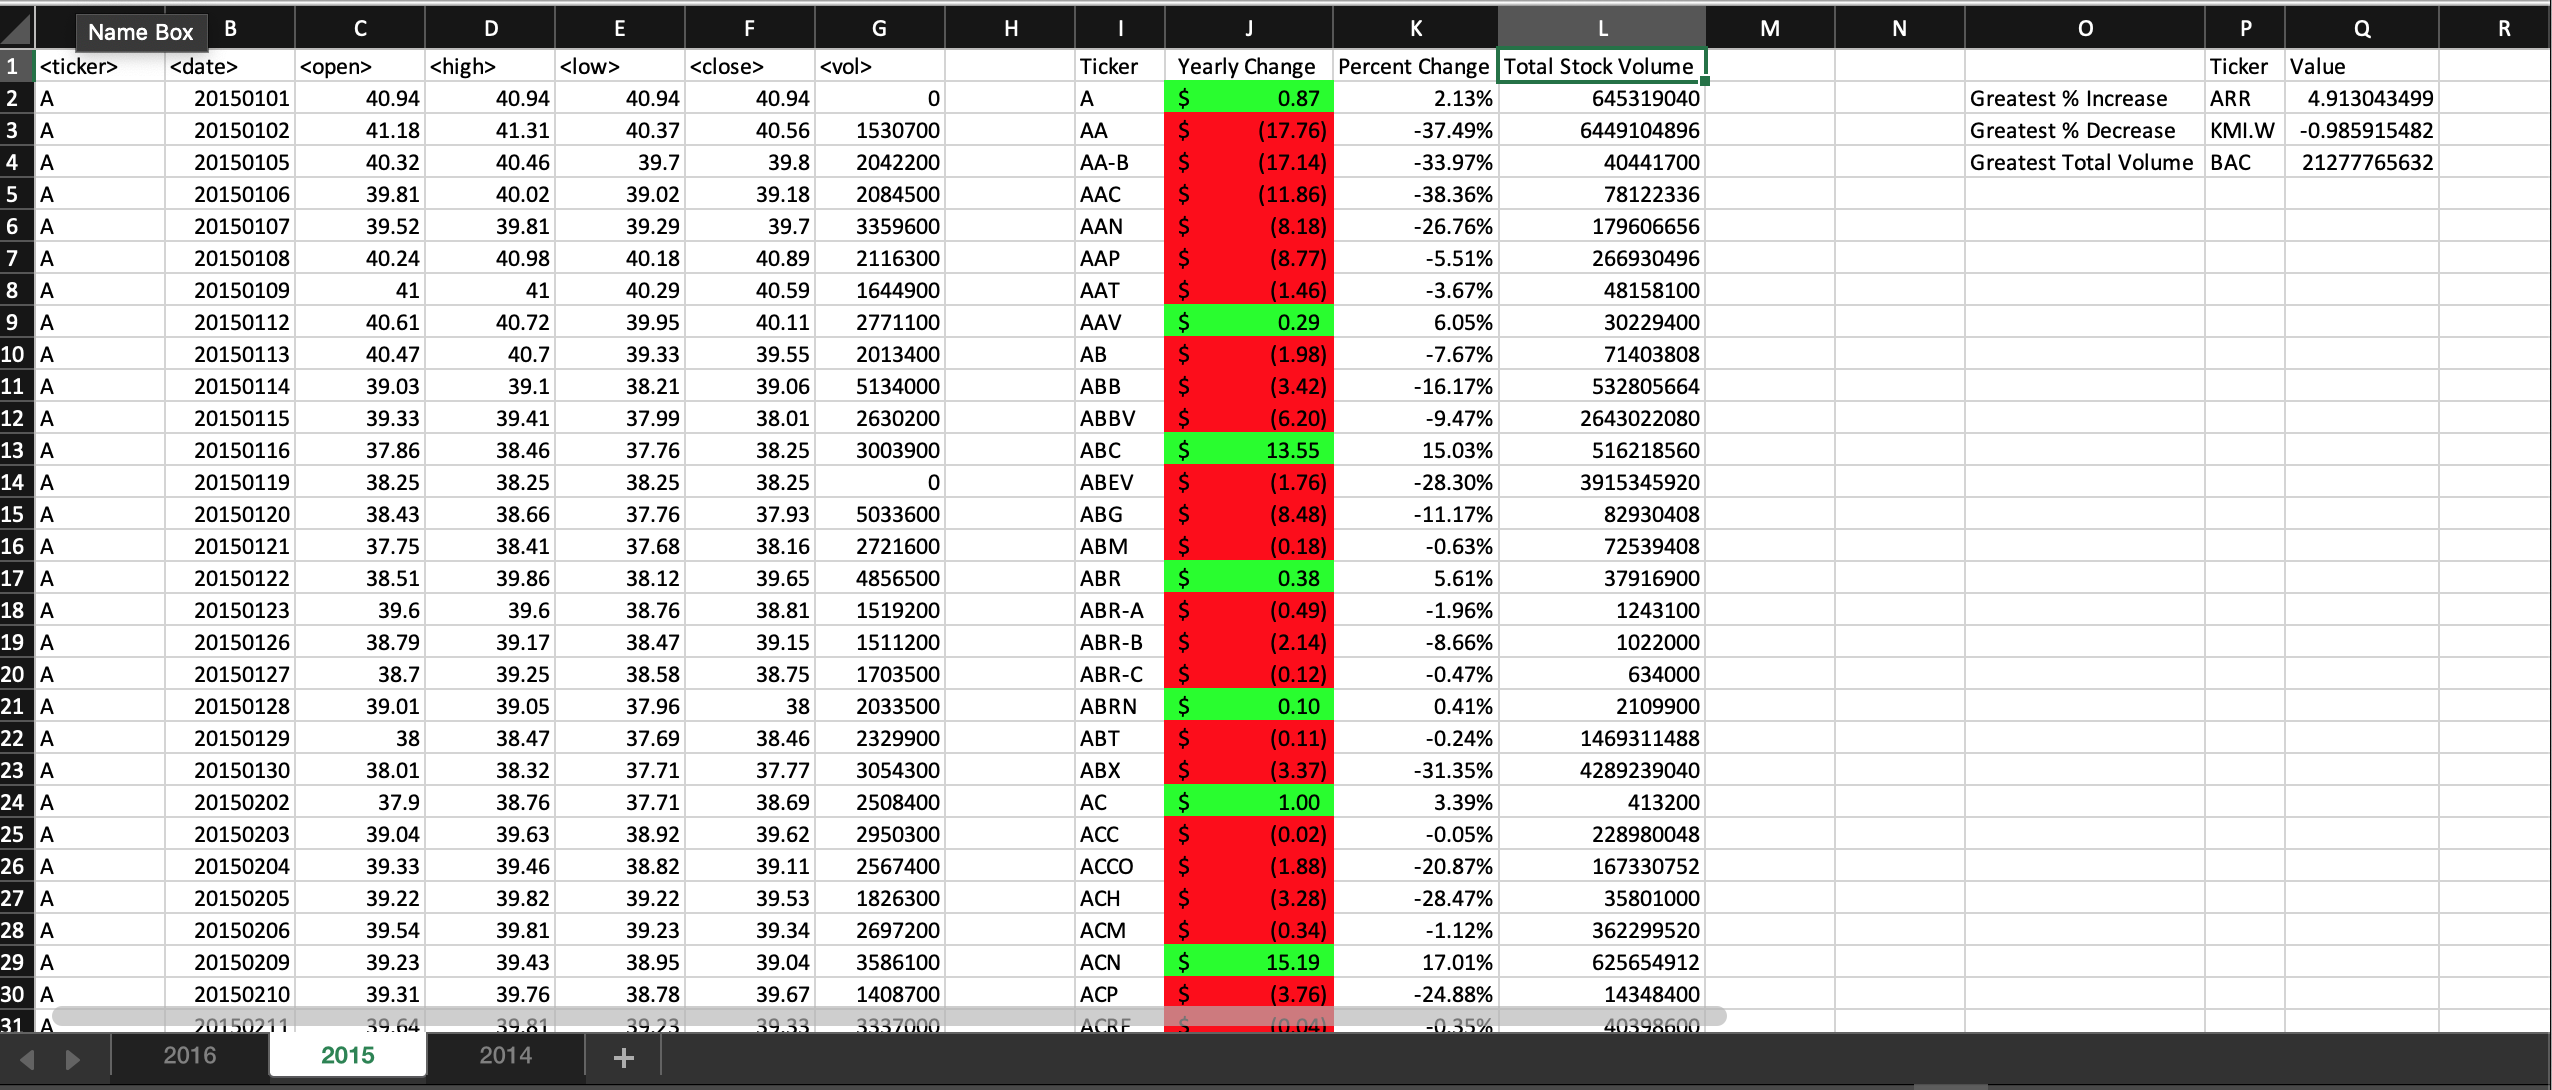 Name Box B C D E F G H I J K L M N O P Q R
1 <ticker> <date> <open> <high> <low> <close> <vol> Ticker Yearly Change Percent Change Total Stock Volume Ticker Value
2 A 20150101 40.94 40.94 40.94 40.94 0 A $ 0.87 2.13% 645319040 Greatest % Increase ARR 4.913043499
3 A 20150102 41.18 41.31 40.37 40.56 1530700 AA $ (17.76) -37.49% 6449104896 Greatest % Decrease KMI.W -0.985915482
4 A 20150105 40.32 40.46 39.7 39.8 2042200 AA-B $ (17.14) -33.97% 40441700 Greatest Total Volume BAC 21277765632
5 A 20150106 39.81 40.02 39.02 39.18 2084500 AAC $ (11.86) -38.36% 78122336
6 A 20150107 39.52 39.81 39.29 39.7 3359600 AAN $ (8.18) -26.76% 179606656
7 A 20150108 40.24 40.98 40.18 40.89 2116300 AAP $ (8.77) -5.51% 266930496
8 A 20150109 41 41 40.29 40.59 1644900 AAT $ (1.46) -3.67% 48158100
9 A 20150112 40.61 40.72 39.95 40.11 2771100 AAV $ 0.29 6.05% 30229400
10 A 20150113 40.47 40.7 39.33 39.55 2013400 AB $ (1.98) -7.67% 71403808
11 A 20150114 39.03 39.1 38.21 39.06 5134000 ABB $ (3.42) -16.17% 532805664
12 A 20150115 39.33 39.41 37.99 38.01 2630200 ABBV $ (6.20) -9.47% 2643022080
13 A 20150116 37.86 38.46 37.76 38.25 3003900 ABC $ 13.55 15.03% 516218560
14 A 20150119 38.25 38.25 38.25 38.25 0 ABEV $ (1.76) -28.30% 3915345920
15 A 20150120 38.43 38.66 37.76 37.93 5033600 ABG $ (8.48) -11.17% 82930408
16 A 20150121 37.75 38.41 37.68 38.16 2721600 ABM $ (0.18) -0.63% 72539408
17 A 20150122 38.51 39.86 38.12 39.65 4856500 ABR $ 0.38 5.61% 37916900
18 A 20150123 39.6 39.6 38.76 38.81 1519200 ABR-A $ (0.49) -1.96% 1243100
19 A 20150126 38.79 39.17 38.47 39.15 1511200 ABR-B $ (2.14) -8.66% 1022000
20 A 20150127 38.7 39.25 38.58 38.75 1703500 ABR-C $ (0.12) -0.47% 634000
21 A 20150128 39.01 39.05 37.96 38 2033500 ABRN $ 0.10 0.41% 2109900
22 A 20150129 38 38.47 37.69 38.46 2329900 ABT $ (0.11) -0.24% 1469311488
23 A 20150130 38.01 38.32 37.71 37.77 3054300 ABX $ (3.37) -31.35% 4289239040
24 A 20150202 37.9 38.76 37.71 38.69 2508400 AC $ 1.00 3.39% 413200
25 A 20150203 39.04 39.63 38.92 39.62 2950300 ACC $ (0.02) -0.05% 228980048
26 A 20150204 39.33 39.46 38.82 39.11 2567400 ACCO $ (1.88) -20.87% 167330752
27 A 20150205 39.22 39.82 39.22 39.53 1826300 ACH $ (3.28) -28.47% 35801000
28 A 20150206 39.54 39.81 39.23 39.34 2697200 ACM $ (0.34) -1.12% 362299520
29 A 20150209 39.23 39.43 38.95 39.04 3586100 ACN $ 15.19 17.01% 625654912
30 A 20150210 39.31 39.76 38.78 39.67 1408700 ACP $ (3.76) -24.88% 14348400
31 A 20150211 39.64 39.81 39.23 39.33 3337000 ACRE $ (0.04) -0.35% 40398600
2016 2015 2014 +